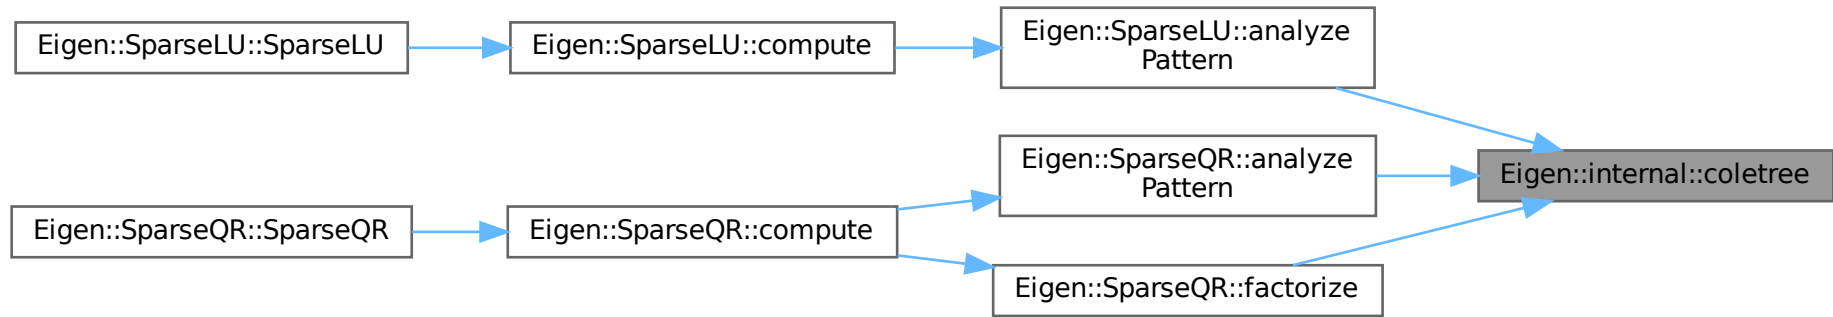 Eigen::SparseLU::SparseLU
Eigen::SparseLU::compute
Eigen::SparseLU::analyze
Pattern
Eigen::SparseQR::analyze
Pattern
Eigen::internal::coletree
Eigen::SparseQR::SparseQR
Eigen::SparseQR::compute
Eigen::SparseQR::factorize